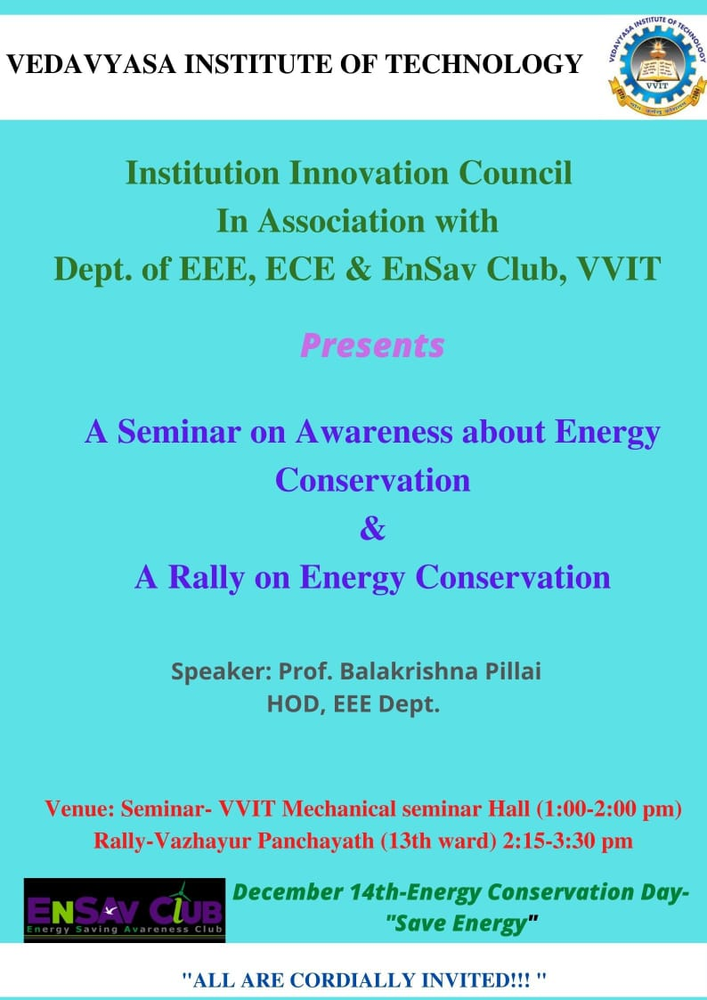 VEDAVYASA INSTITUTE OF TECHNOLOGY
VEDAVYASA INSTITUTE OF TECHNOLOGY
VVIT
Institution Innovation Council
In Association with
Dept. of EEE, ECE & EnSav Club, VVIT
Presents
A Seminar on Awareness about Energy
Conservation
&
A Rally on Energy Conservation
Speaker: Prof. Balakrishna Pillai
HOD, EEE Dept.
Venue: Seminar- VVIT Mechanical seminar Hall (1:00-2:00 pm)
Rally-Vazhayur Panchayath (13th ward) 2:15-3:30 pm
ENSAV CLUB
Energy Saving Awareness Club
December 14th-Energy Conservation Day-
"Save Energy"
"ALL ARE CORDIALLY INVITED!!! "